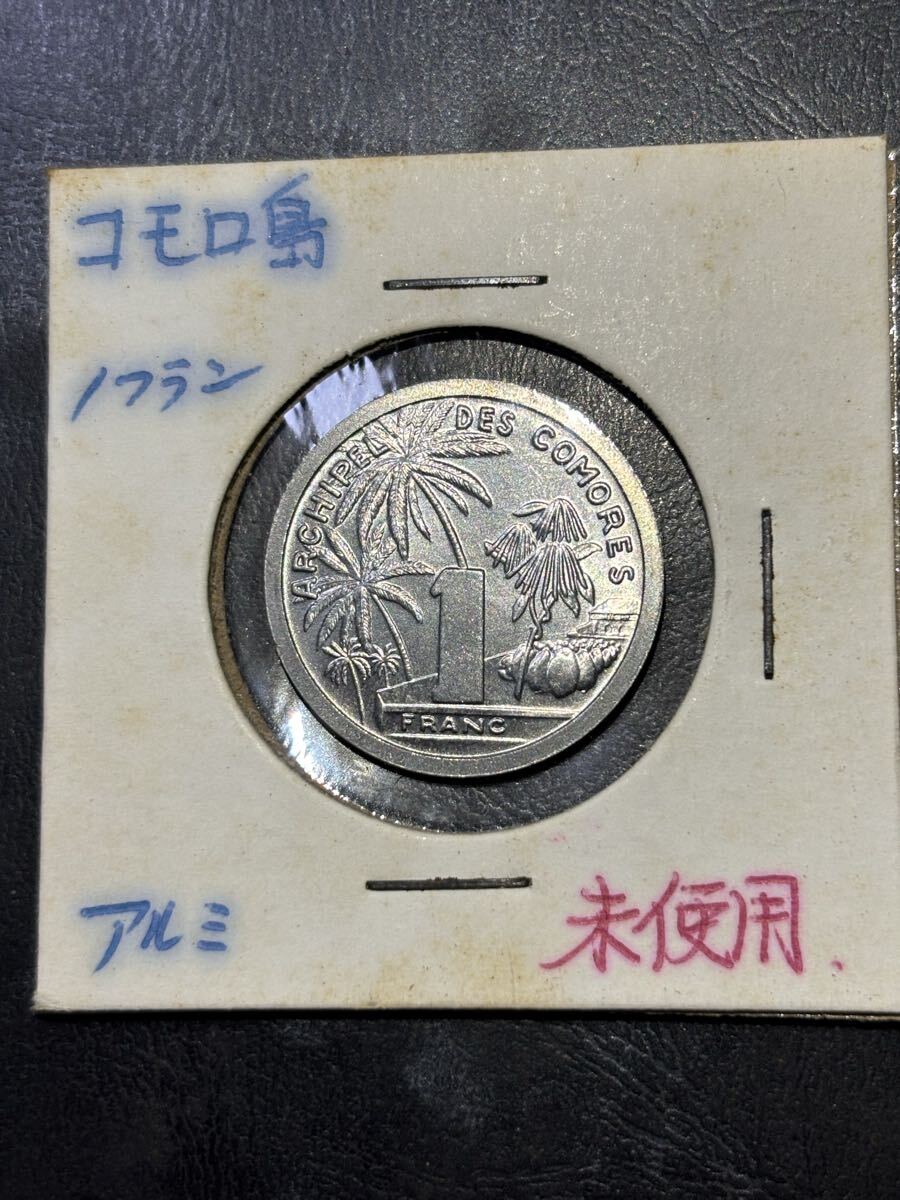 コモロ島
1フラン
ARCHIPEL DES COMORES
1
FRANC
アルミ
未使用.